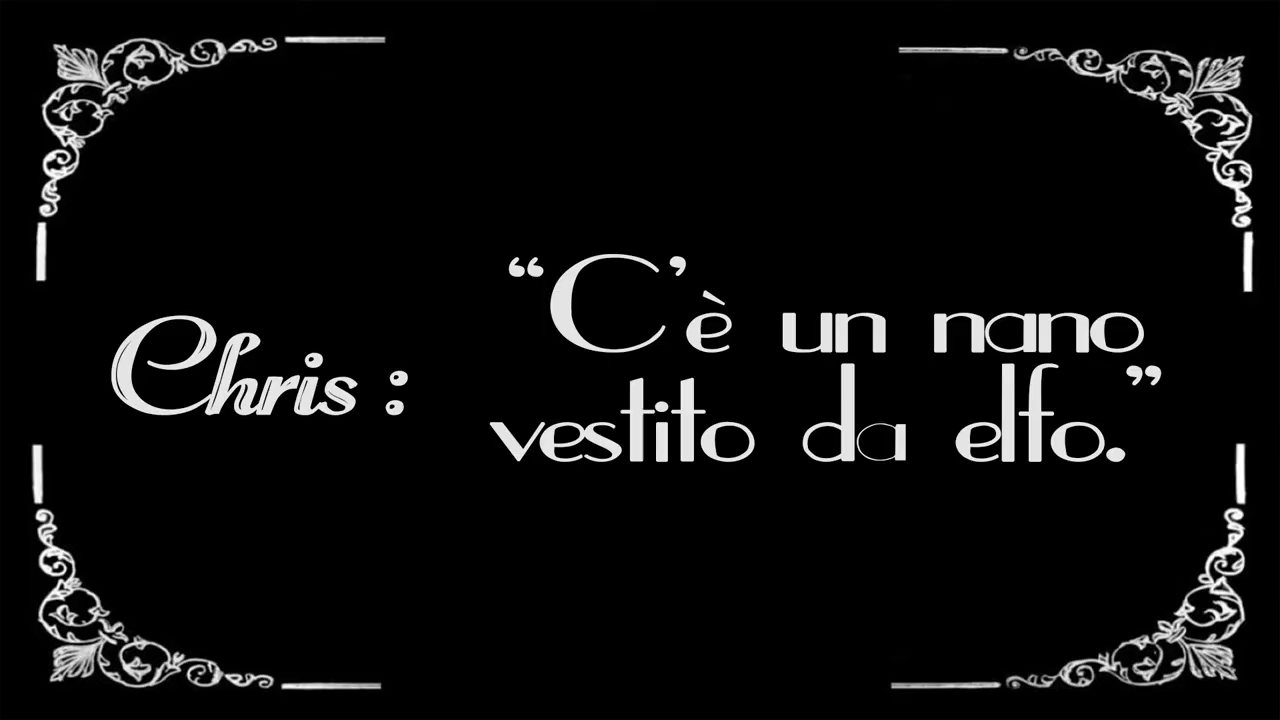 Chris :
“C’è un nano
vestito da elfo.”